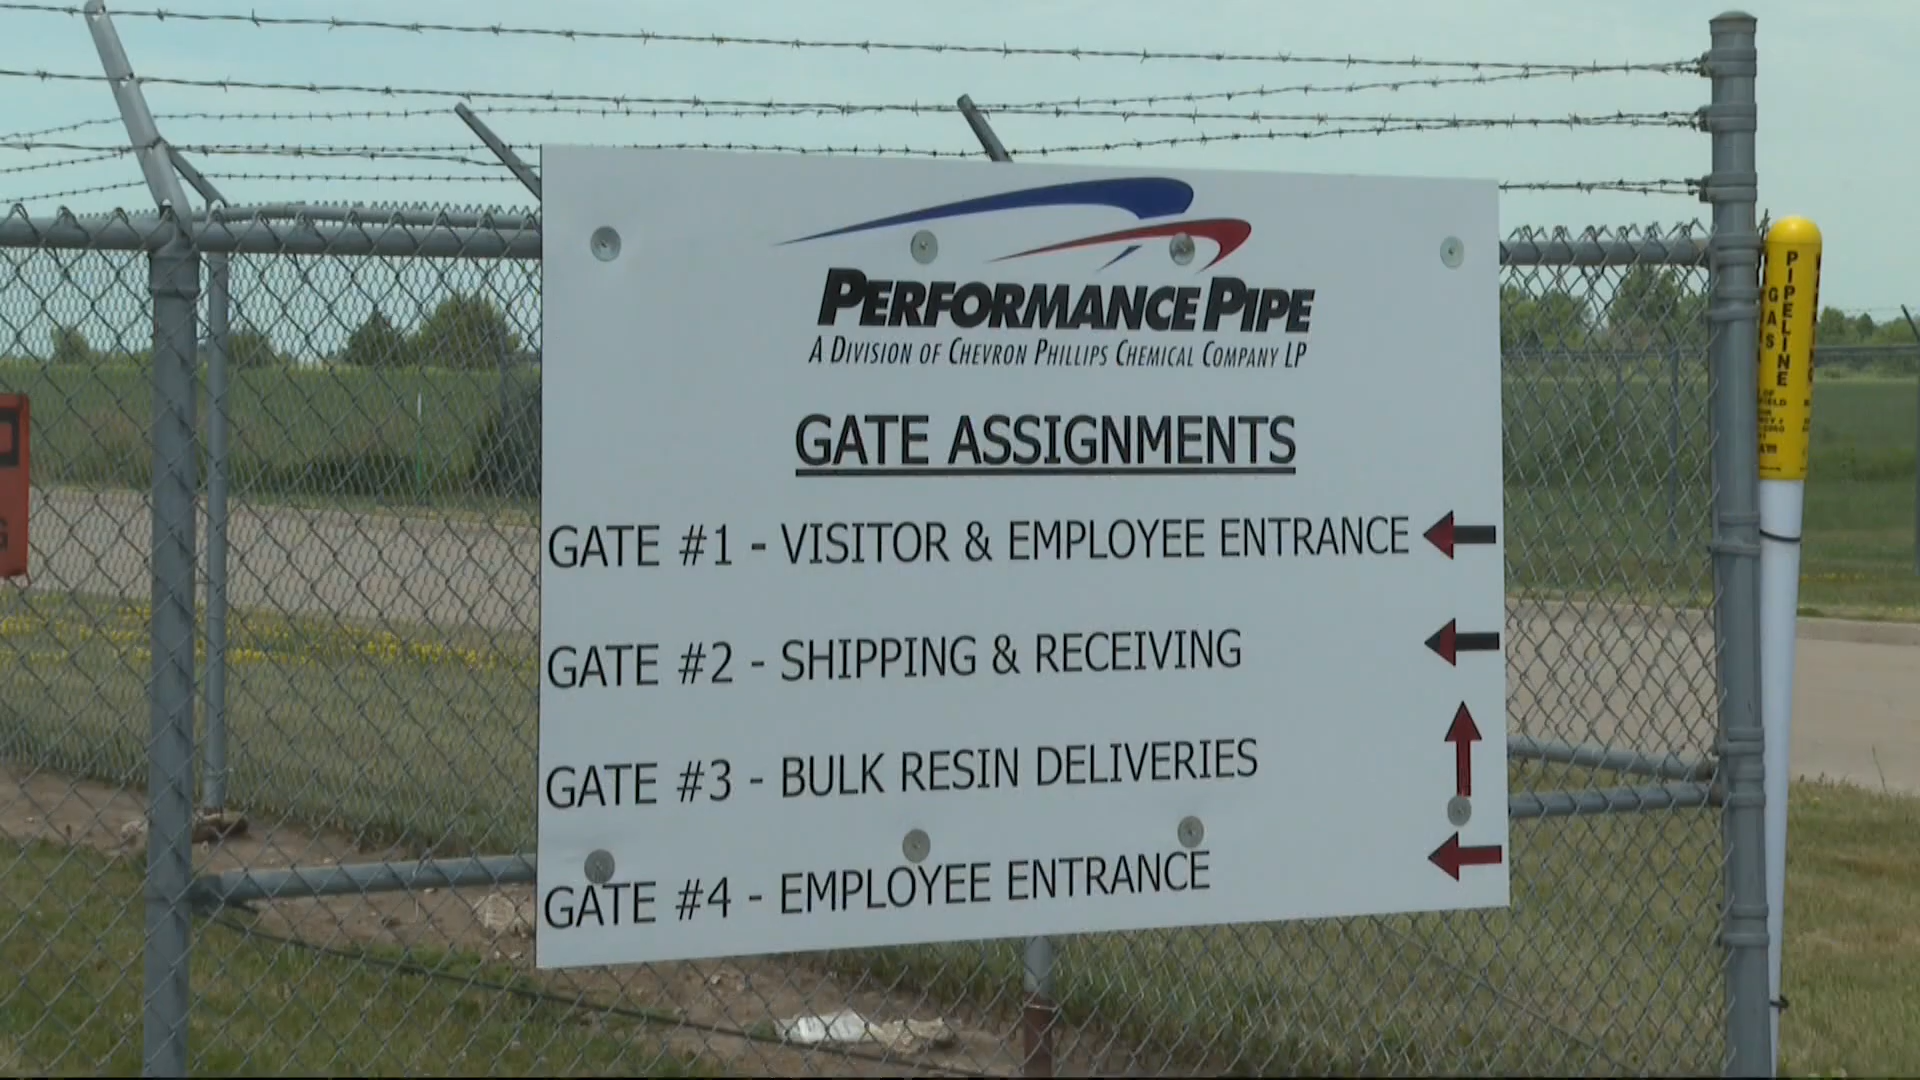 PERFORMANCE PIPE
A DIVISION OF CHEVRON PHILLIPS CHEMICAL COMPANY LP
GATE ASSIGNMENTS
GATE #1 - VISITOR & EMPLOYEE ENTRANCE
GATE #2 - SHIPPING & RECEIVING
GATE #3 - BULK RESIN DELIVERIES
GATE #4 - EMPLOYEE ENTRANCE
GAS
PIPELINE